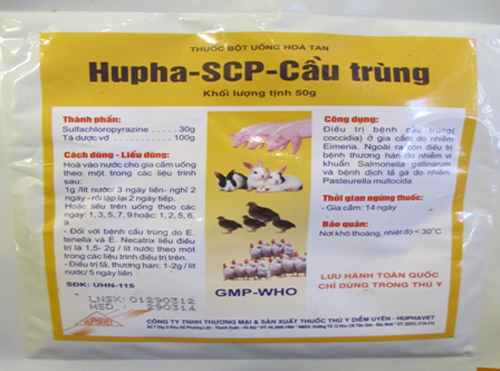 THUỐC BỘT UỐNG HOÀ TAN
Hupha-SCP-Cầu trùng
Khối lượng tịnh 50g
Thành phần:
Sulfachlopyrazine ........... 30g
Tá dược vđ .................. 100g
Cách dùng - Liều dùng:
Hoà vào nước cho gia cầm uống
theo một trong các liệu trình
sau:
1g /lít nước/ 3 ngày liền- nghỉ 2
ngày - rồi lặp lại 2 ngày tiếp.
Hoặc liều trên uống theo các
ngày: 1, 3, 5, 7, 9 hoặc: 1, 2, 5, 6,
9.
- Đối với bệnh cầu trùng do E.
tenella và E. Necatrix liều điều
trị là 1,5- 2g / lít nước theo một
trong các liệu trình điều trị trên.
- Điều trị tả, thương hàn: 1-2g / lít
nước/ 5 ngày liền
SĐK: UHN-115
LNSX: 01290312
HSD : 290314
HUPHAVET
GMP-WHO
Công dụng:
Điều trị bệnh cầu trùng(
coccidia) ở gia cầm do nhiễm
Eimeria. Ngoài ra còn điều trị
bệnh thương hàn do nhiễm vi
khuẩn Salmonella gallinarum
và bệnh dịch tả gà do nhiễm
Pasteurella multocida
Thời gian ngừng thuốc:
- Gia cầm: 14 ngày
Bảo quản:
Nơi khô thoáng, nhiệt độ <30°C
LƯU HÀNH TOÀN QUỐC
CHỈ DÙNG TRONG THÚ Y
CÔNG TY TNHH THƯƠNG MẠI & SẢN XUẤT THUỐC THÚ Y DIỄM UYÊN - HUPHAVET